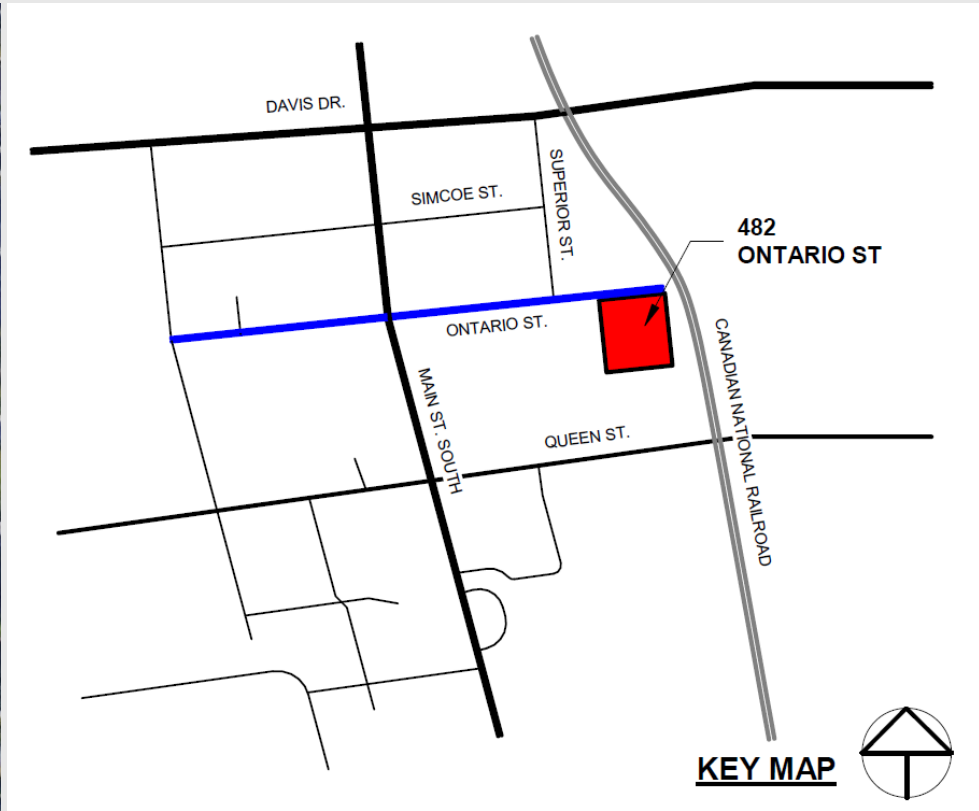 DAVIS DR.
SIMCOE ST.
SUPERIOR ST.
482
ONTARIO ST
ONTARIO ST.
MAIN ST. SOUTH
QUEEN ST.
CANADIAN NATIONAL RAILROAD
KEY MAP